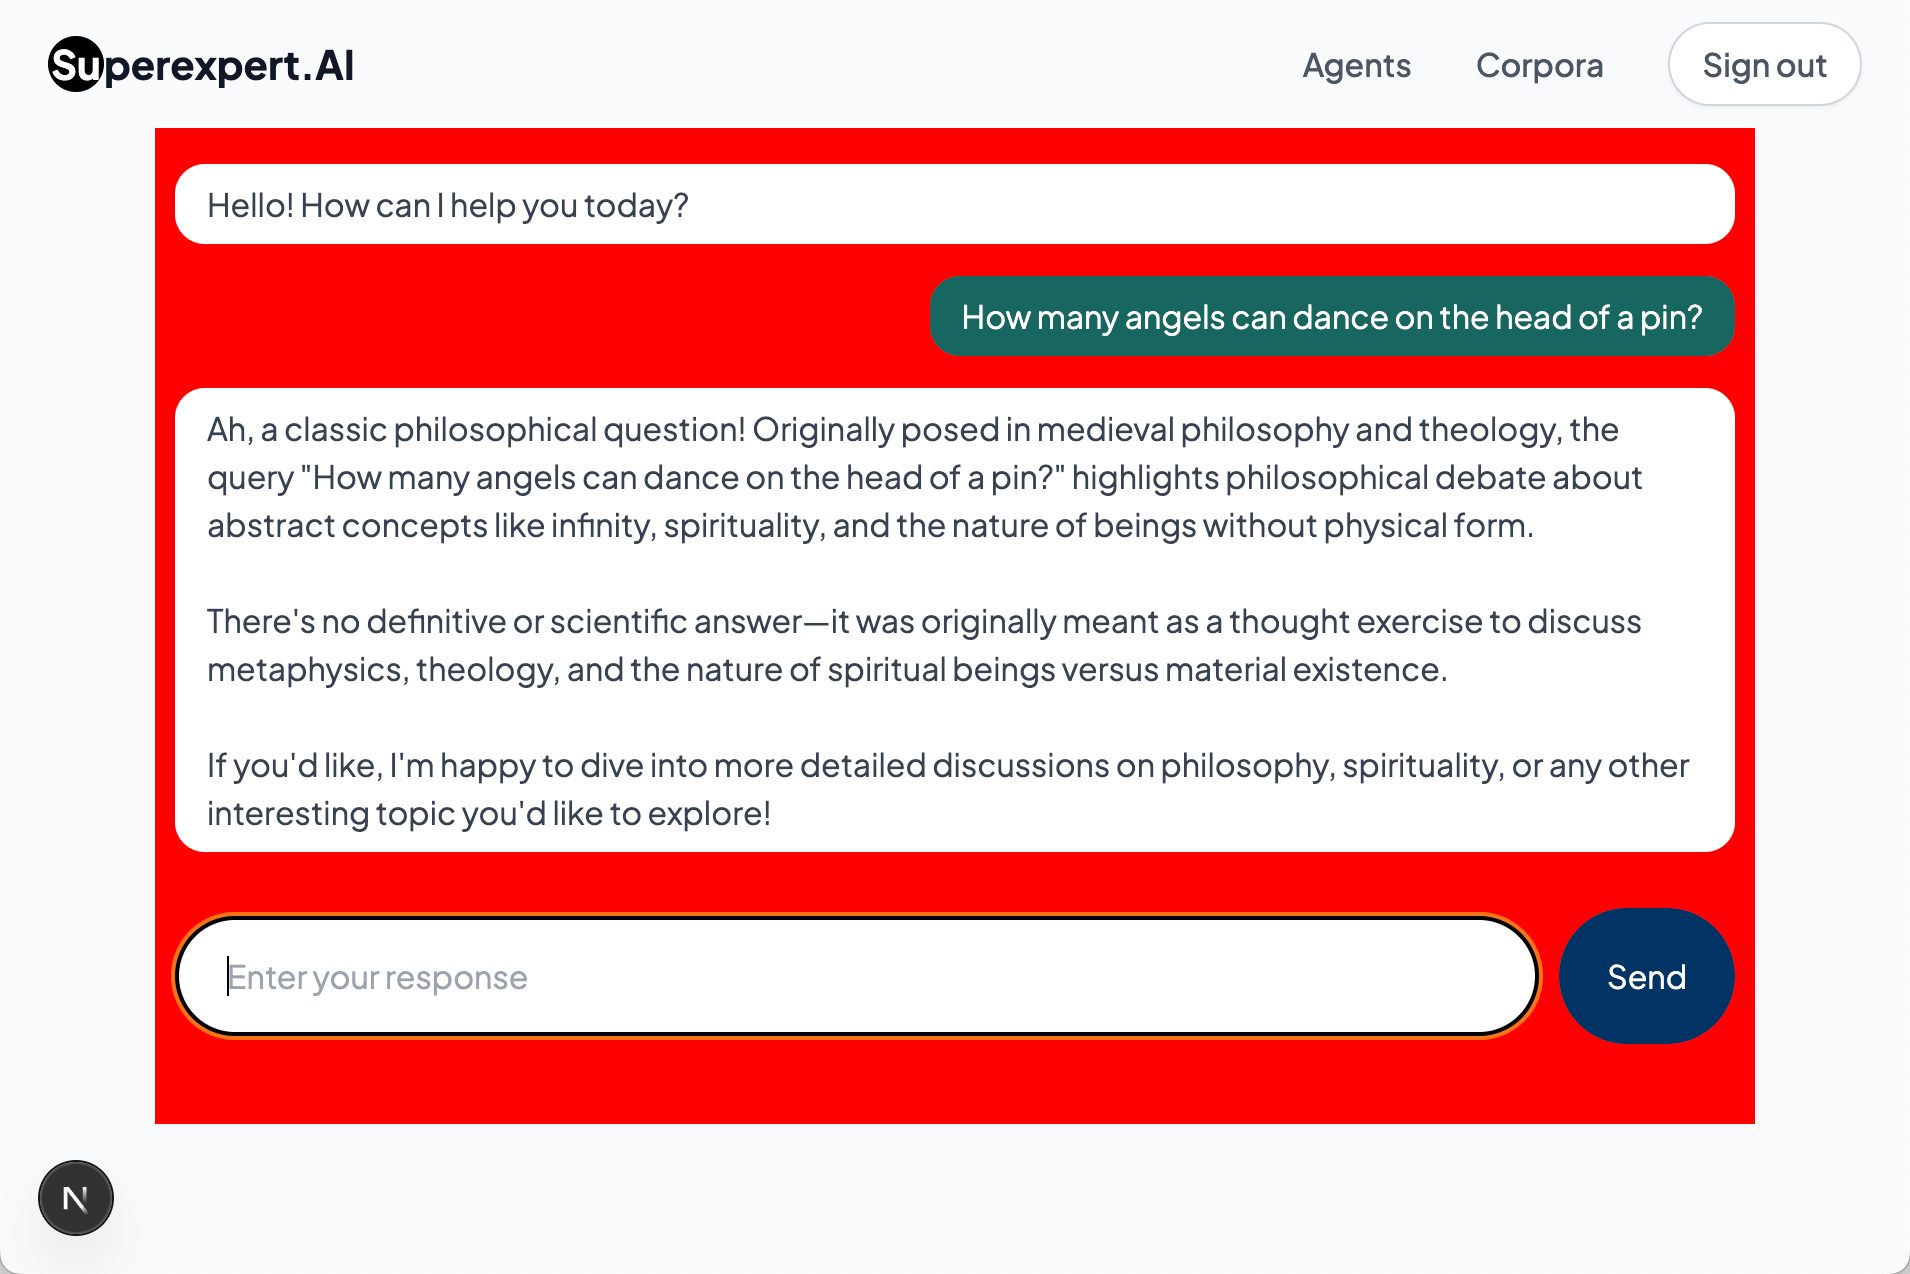 Superexpert.AI
Agents
Corpora
Sign out
Hello! How can I help you today?
How many angels can dance on the head of a pin?
Ah, a classic philosophical question! Originally posed in medieval philosophy and theology, the
query "How many angels can dance on the head of a pin?" highlights philosophical debate about
abstract concepts like infinity, spirituality, and the nature of beings without physical form.
There's no definitive or scientific answer—it was originally meant as a thought exercise to discuss
metaphysics, theology, and the nature of spiritual beings versus material existence.
If you'd like, I'm happy to dive into more detailed discussions on philosophy, spirituality, or any other
interesting topic you'd like to explore!
Enter your response
Send
N